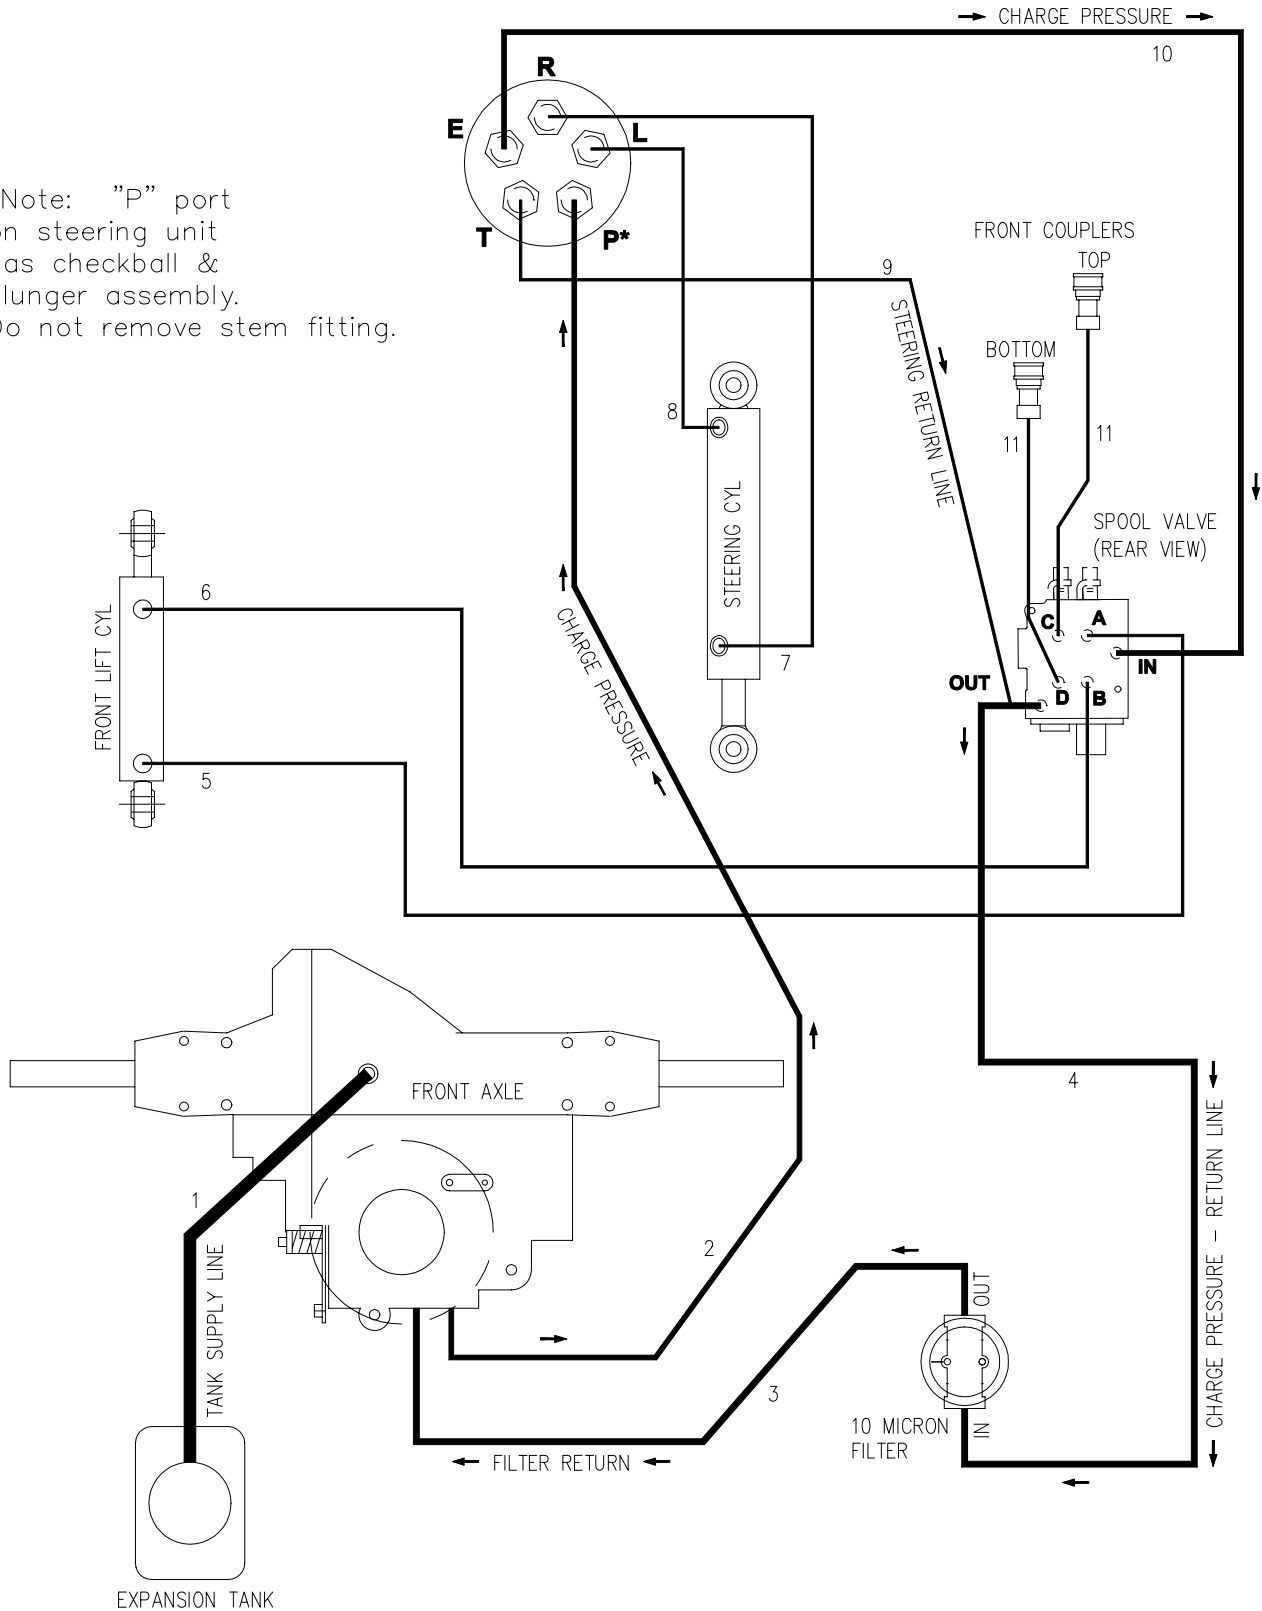 CHARGE PRESSURE
10
R
E
L
T
P*
Note: "P" port
on steering unit
as checkball &
lunger assembly.
Do not remove stem fitting.
9
FRONT COUPLERS
TOP
BOTTOM
STEERING RETURN LINE
8
11
11
STEERING CYL
SPOOL VALVE
(REAR VIEW)
6
FRONT LIFT CYL
CHARGE PRESSURE
C
A
7
IN
OUT
D
B
5
FRONT AXLE
4
1
2
TANK SUPPLY LINE
CHARGE PRESSURE - RETURN LINE
OUT
3
10 MICRON
FILTER
IN
FILTER RETURN
EXPANSION TANK